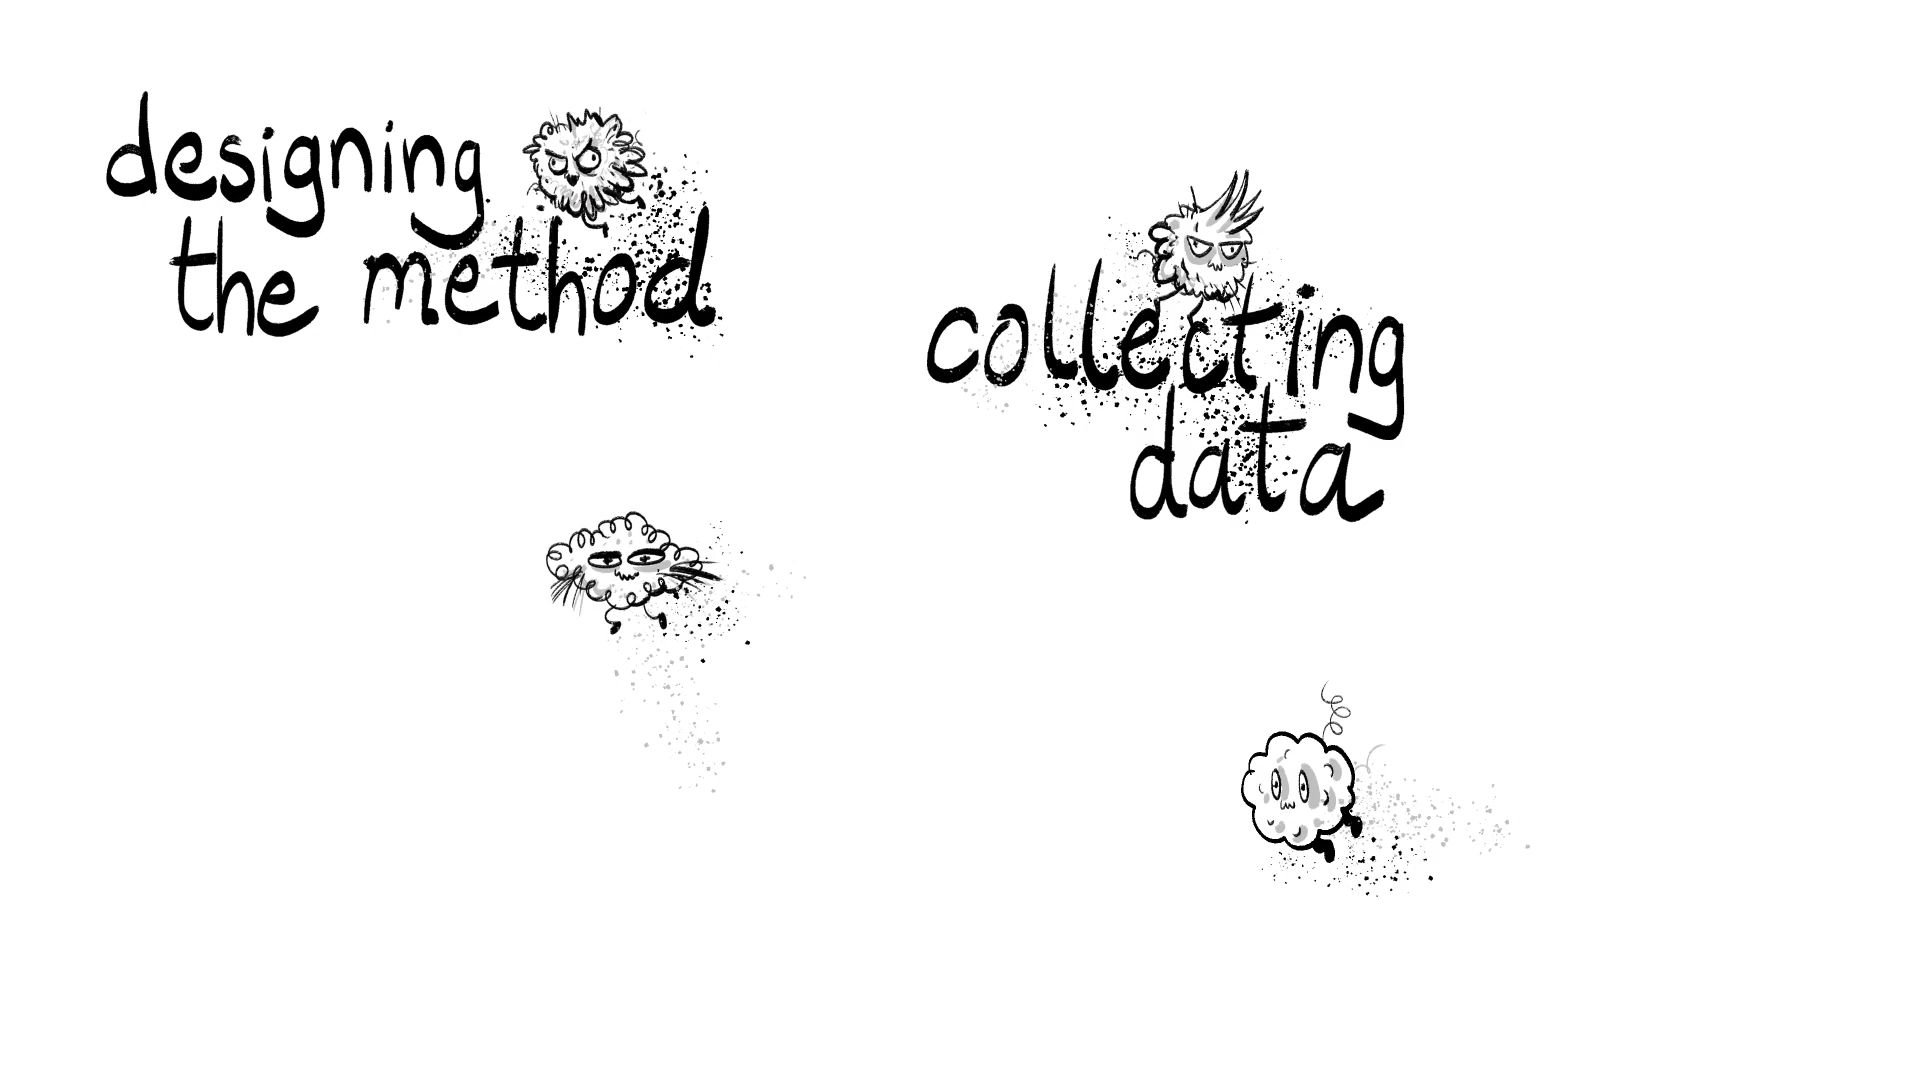 designing
the method
collecting
data